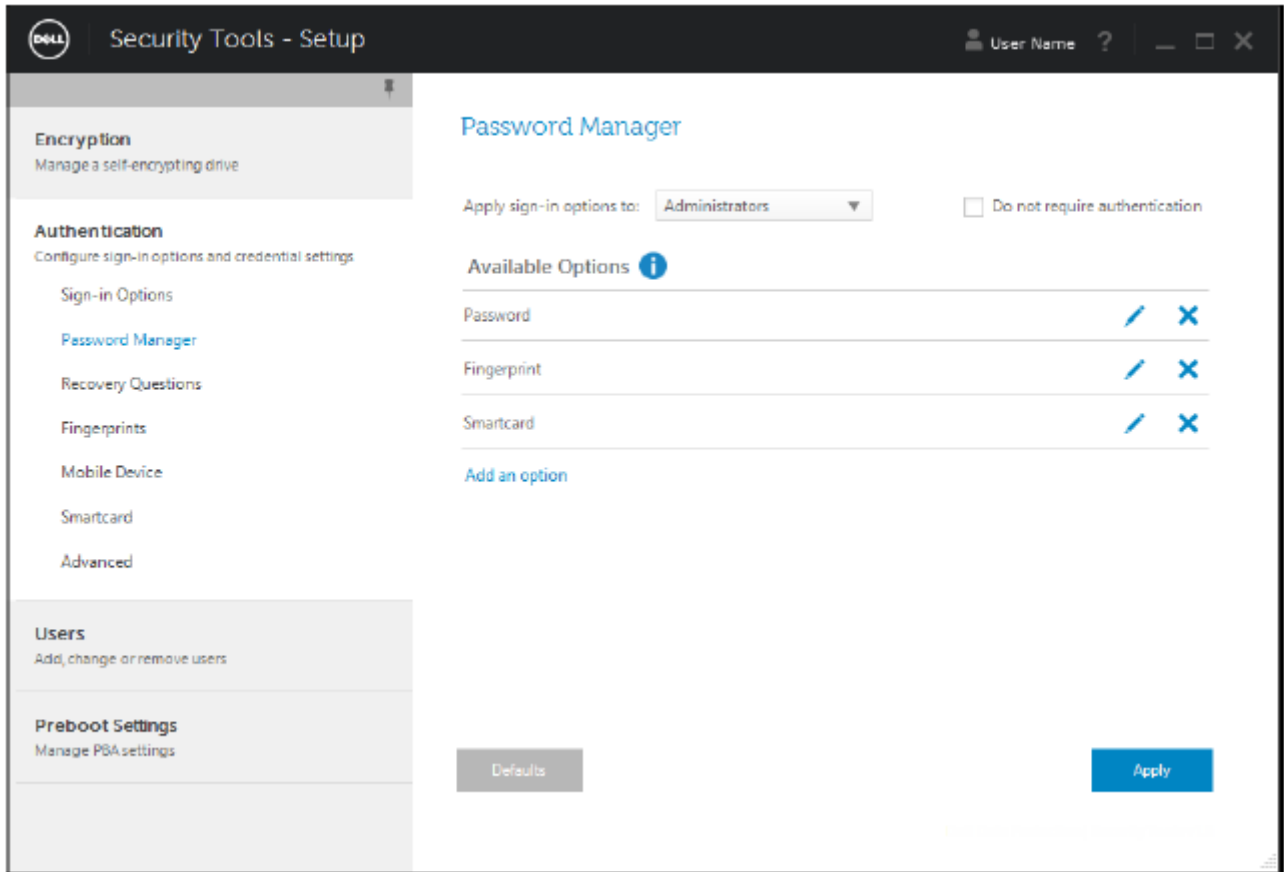 DELL
Security Tools - Setup
User Name ?
Encryption
Manage a self-encrypting drive
Authentication
Configure sign-in options and credential settings
Sign-in Options
Password Manager
Recovery Questions
Fingerprints
Mobile Device
Smartcard
Advanced
Users
Add, change or remove users
Preboot Settings
Manage PBA settings
Password Manager
Apply sign-in options to: Administrators
Do not require authentication
Available Options i
Password
Fingerprint
Smartcard
Add an option
Defaults
Apply